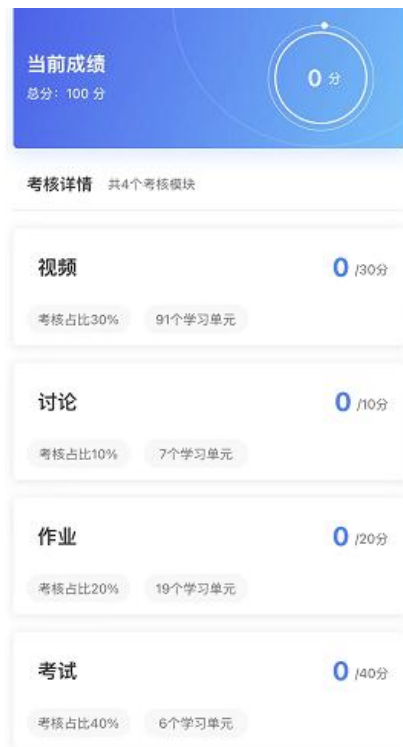 当前成绩
总分：100 分
0 分
考核详情 共4个考核模块
视频
0 /30分
考核占比30% 91个学习单元
讨论
0 /10分
考核占比10% 7个学习单元
作业
0 /20分
考核占比20% 19个学习单元
考试
0 /40分
考核占比40% 6个学习单元